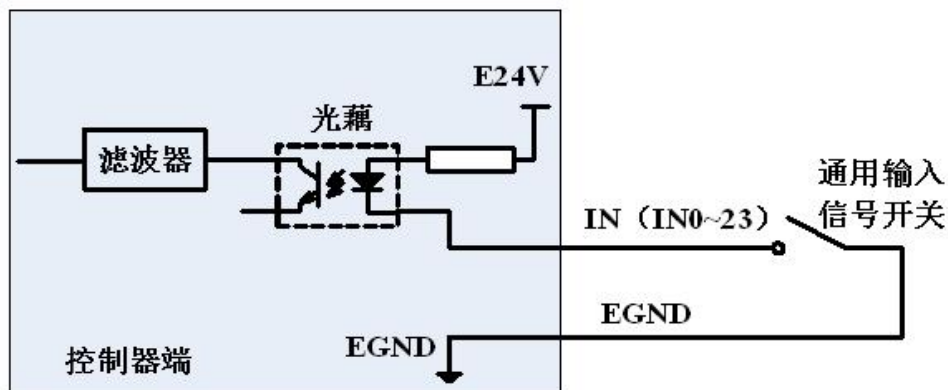 E24V
光藕
滤波器
通用输入
信号开关
IN（IN0~23）
EGND
EGND
控制器端